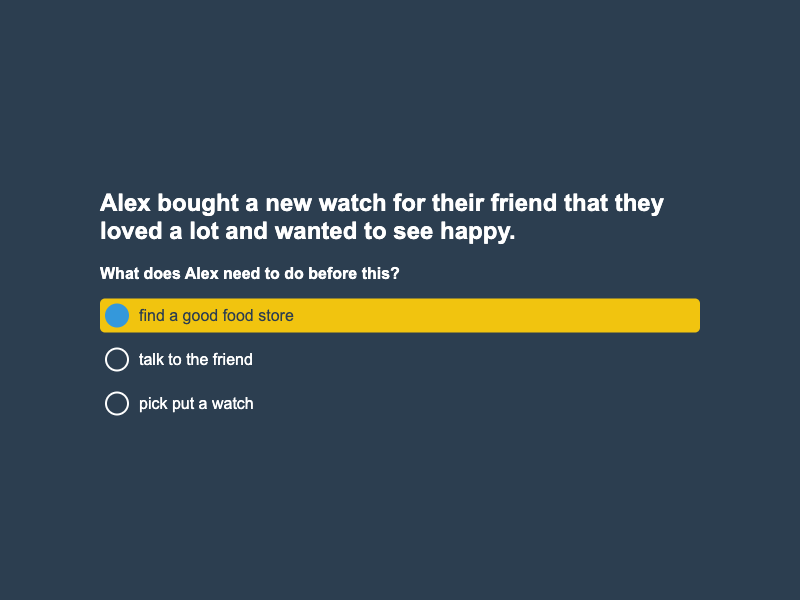 Alex bought a new watch for their friend that they
loved a lot and wanted to see happy.
What does Alex need to do before this?
find a good food store
talk to the friend
pick put a watch